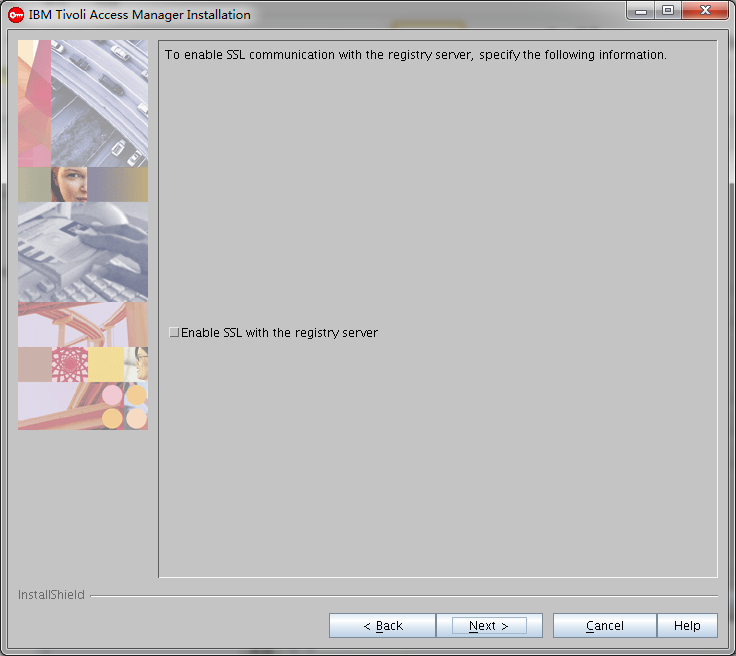 IBM Tivoli Access Manager Installation
To enable SSL communication with the registry server, specify the following information.
Enable SSL with the registry server
InstallShield
< Back
Next >
Cancel
Help